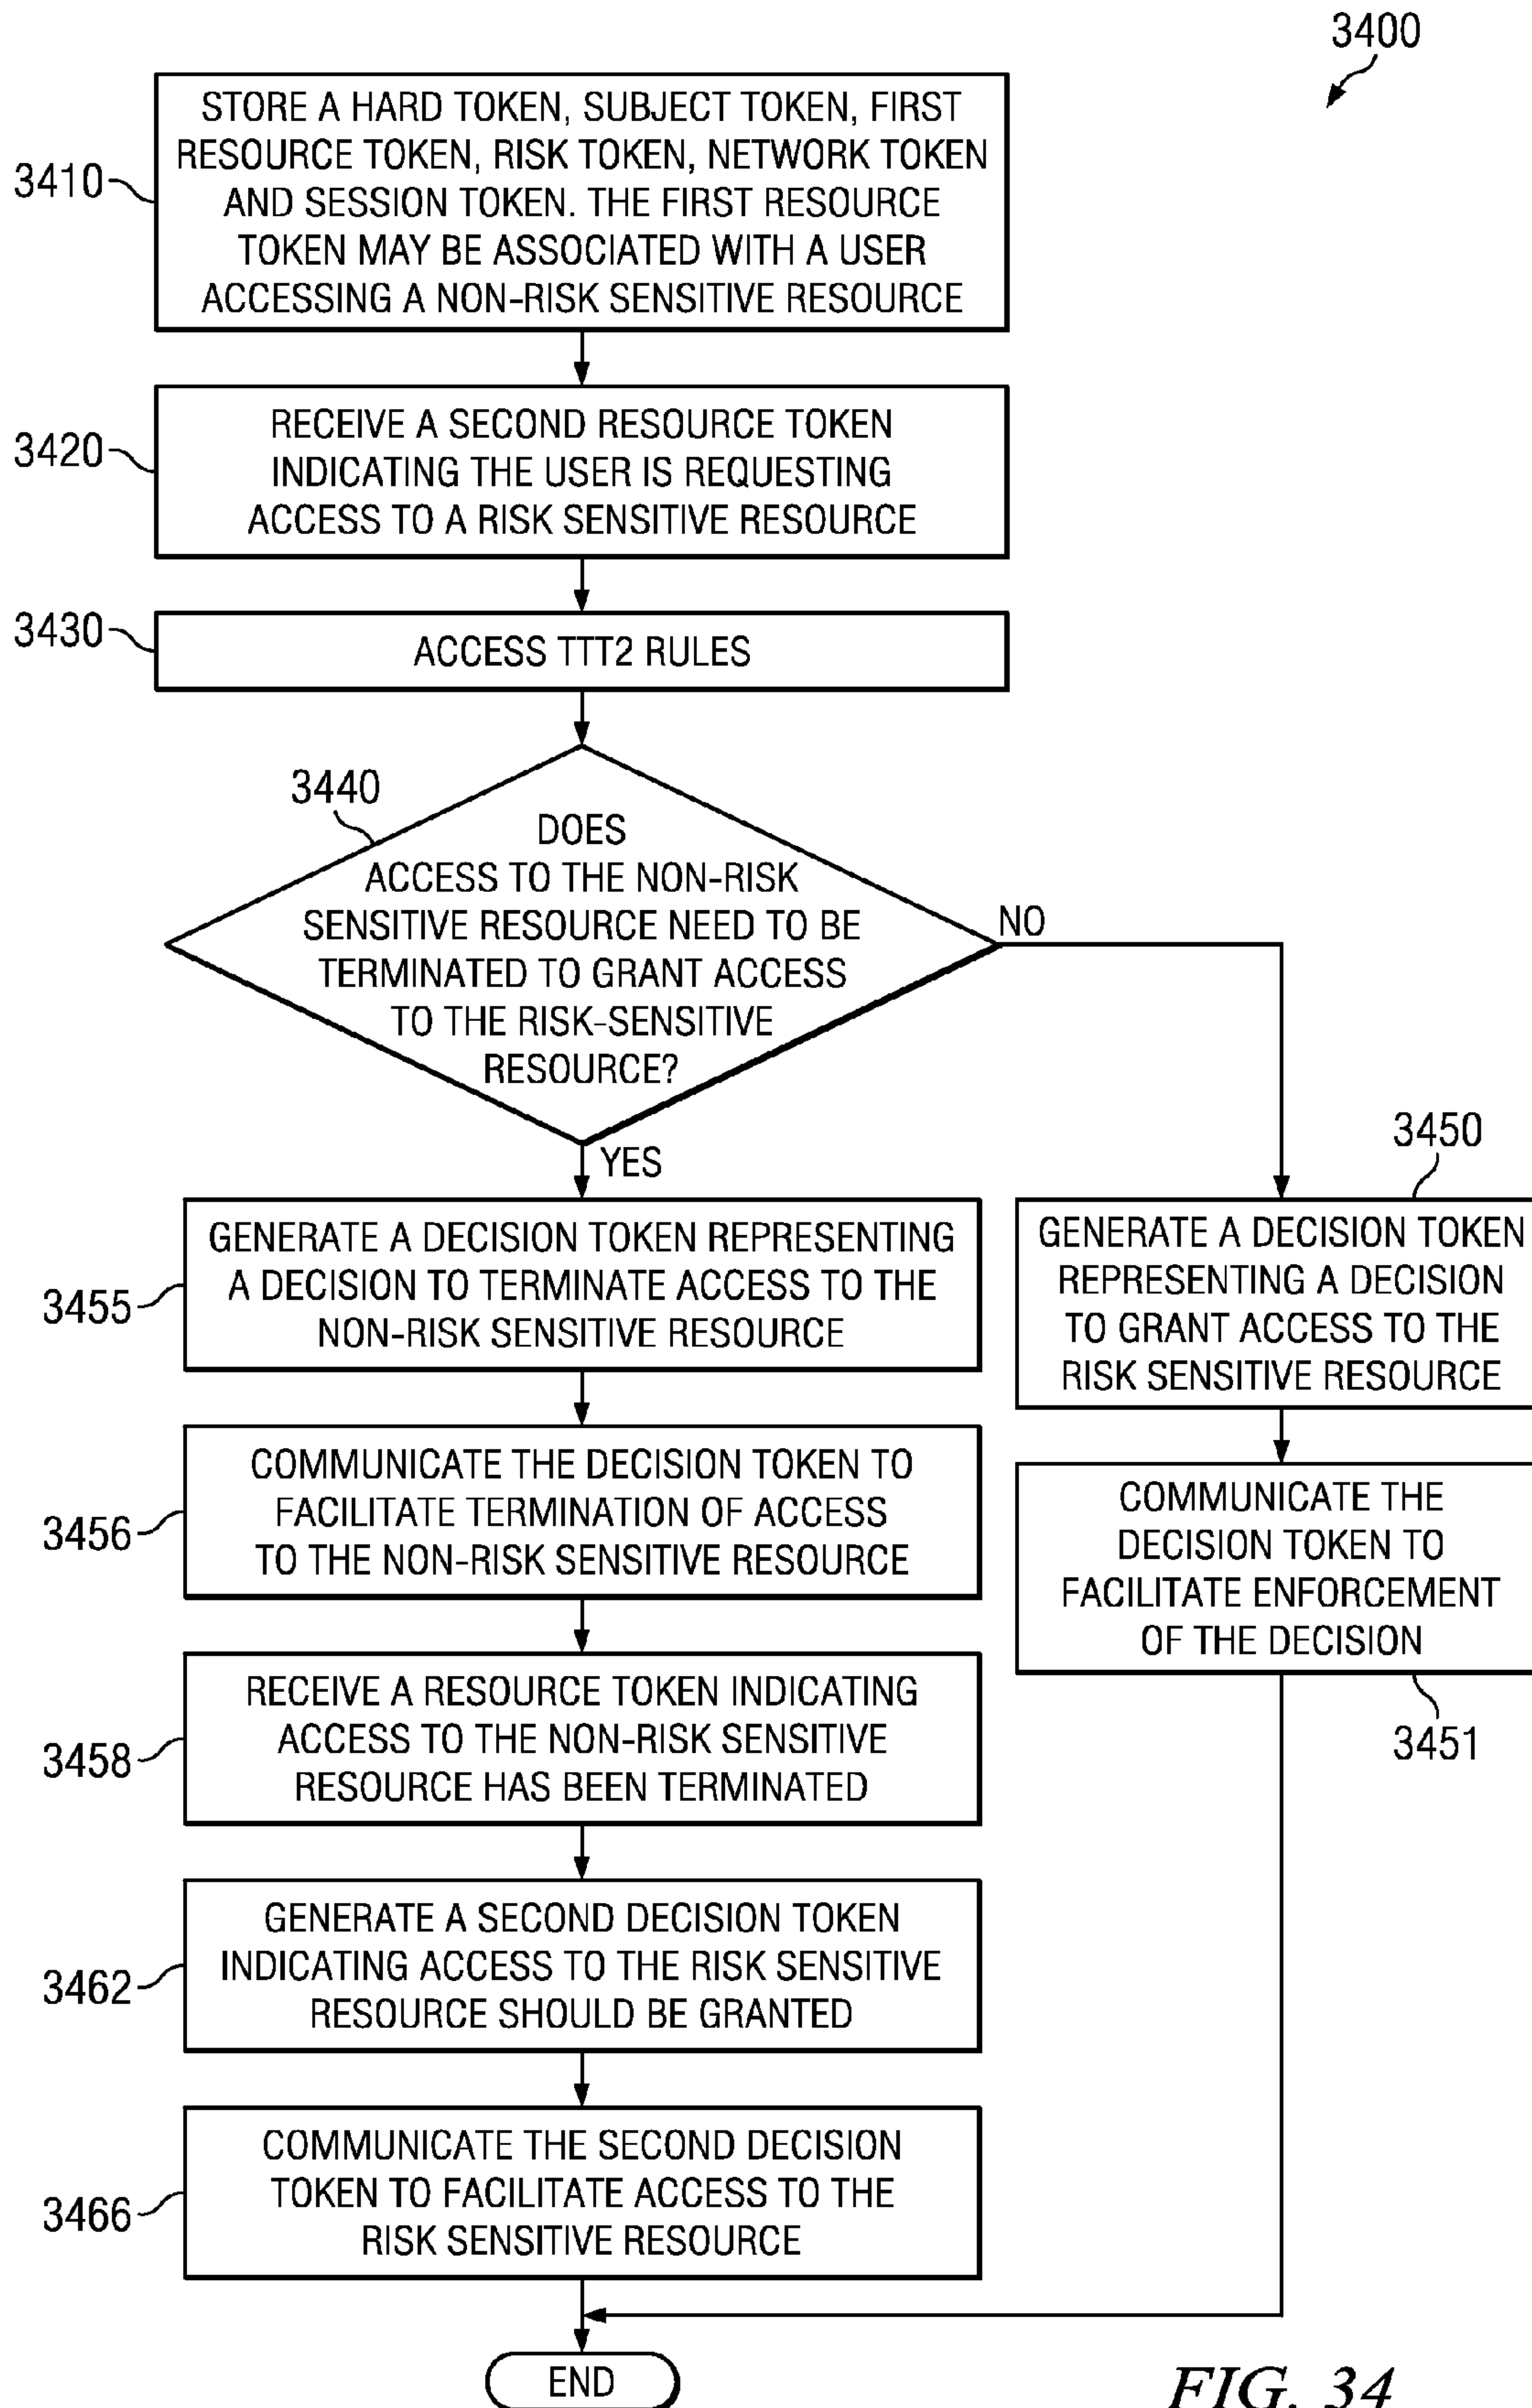 3400
3410
STORE A HARD TOKEN, SUBJECT TOKEN, FIRST
RESOURCE TOKEN, RISK TOKEN, NETWORK TOKEN
AND SESSION TOKEN. THE FIRST RESOURCE
TOKEN MAY BE ASSOCIATED WITH A USER
ACCESSING A NON-RISK SENSITIVE RESOURCE
3420
RECEIVE A SECOND RESOURCE TOKEN
INDICATING THE USER IS REQUESTING
ACCESS TO A RISK SENSITIVE RESOURCE
3430
ACCESS TTT2 RULES
3440
DOES
ACCESS TO THE NON-RISK
SENSITIVE RESOURCE NEED TO BE
TERMINATED TO GRANT ACCESS
TO THE RISK-SENSITIVE
RESOURCE?
NO
YES
3450
GENERATE A DECISION TOKEN
REPRESENTING A DECISION
TO GRANT ACCESS TO THE
RISK SENSITIVE RESOURCE
COMMUNICATE THE
DECISION TOKEN TO
FACILITATE ENFORCEMENT
OF THE DECISION
3451
3455
GENERATE A DECISION TOKEN REPRESENTING
A DECISION TO TERMINATE ACCESS TO THE
NON-RISK SENSITIVE RESOURCE
3456
COMMUNICATE THE DECISION TOKEN TO
FACILITATE TERMINATION OF ACCESS
TO THE NON-RISK SENSITIVE RESOURCE
3458
RECEIVE A RESOURCE TOKEN INDICATING
ACCESS TO THE NON-RISK SENSITIVE
RESOURCE HAS BEEN TERMINATED
3462
GENERATE A SECOND DECISION TOKEN
INDICATING ACCESS TO THE RISK SENSITIVE
RESOURCE SHOULD BE GRANTED
3466
COMMUNICATE THE SECOND DECISION
TOKEN TO FACILITATE ACCESS TO THE
RISK SENSITIVE RESOURCE
END
FIG. 34